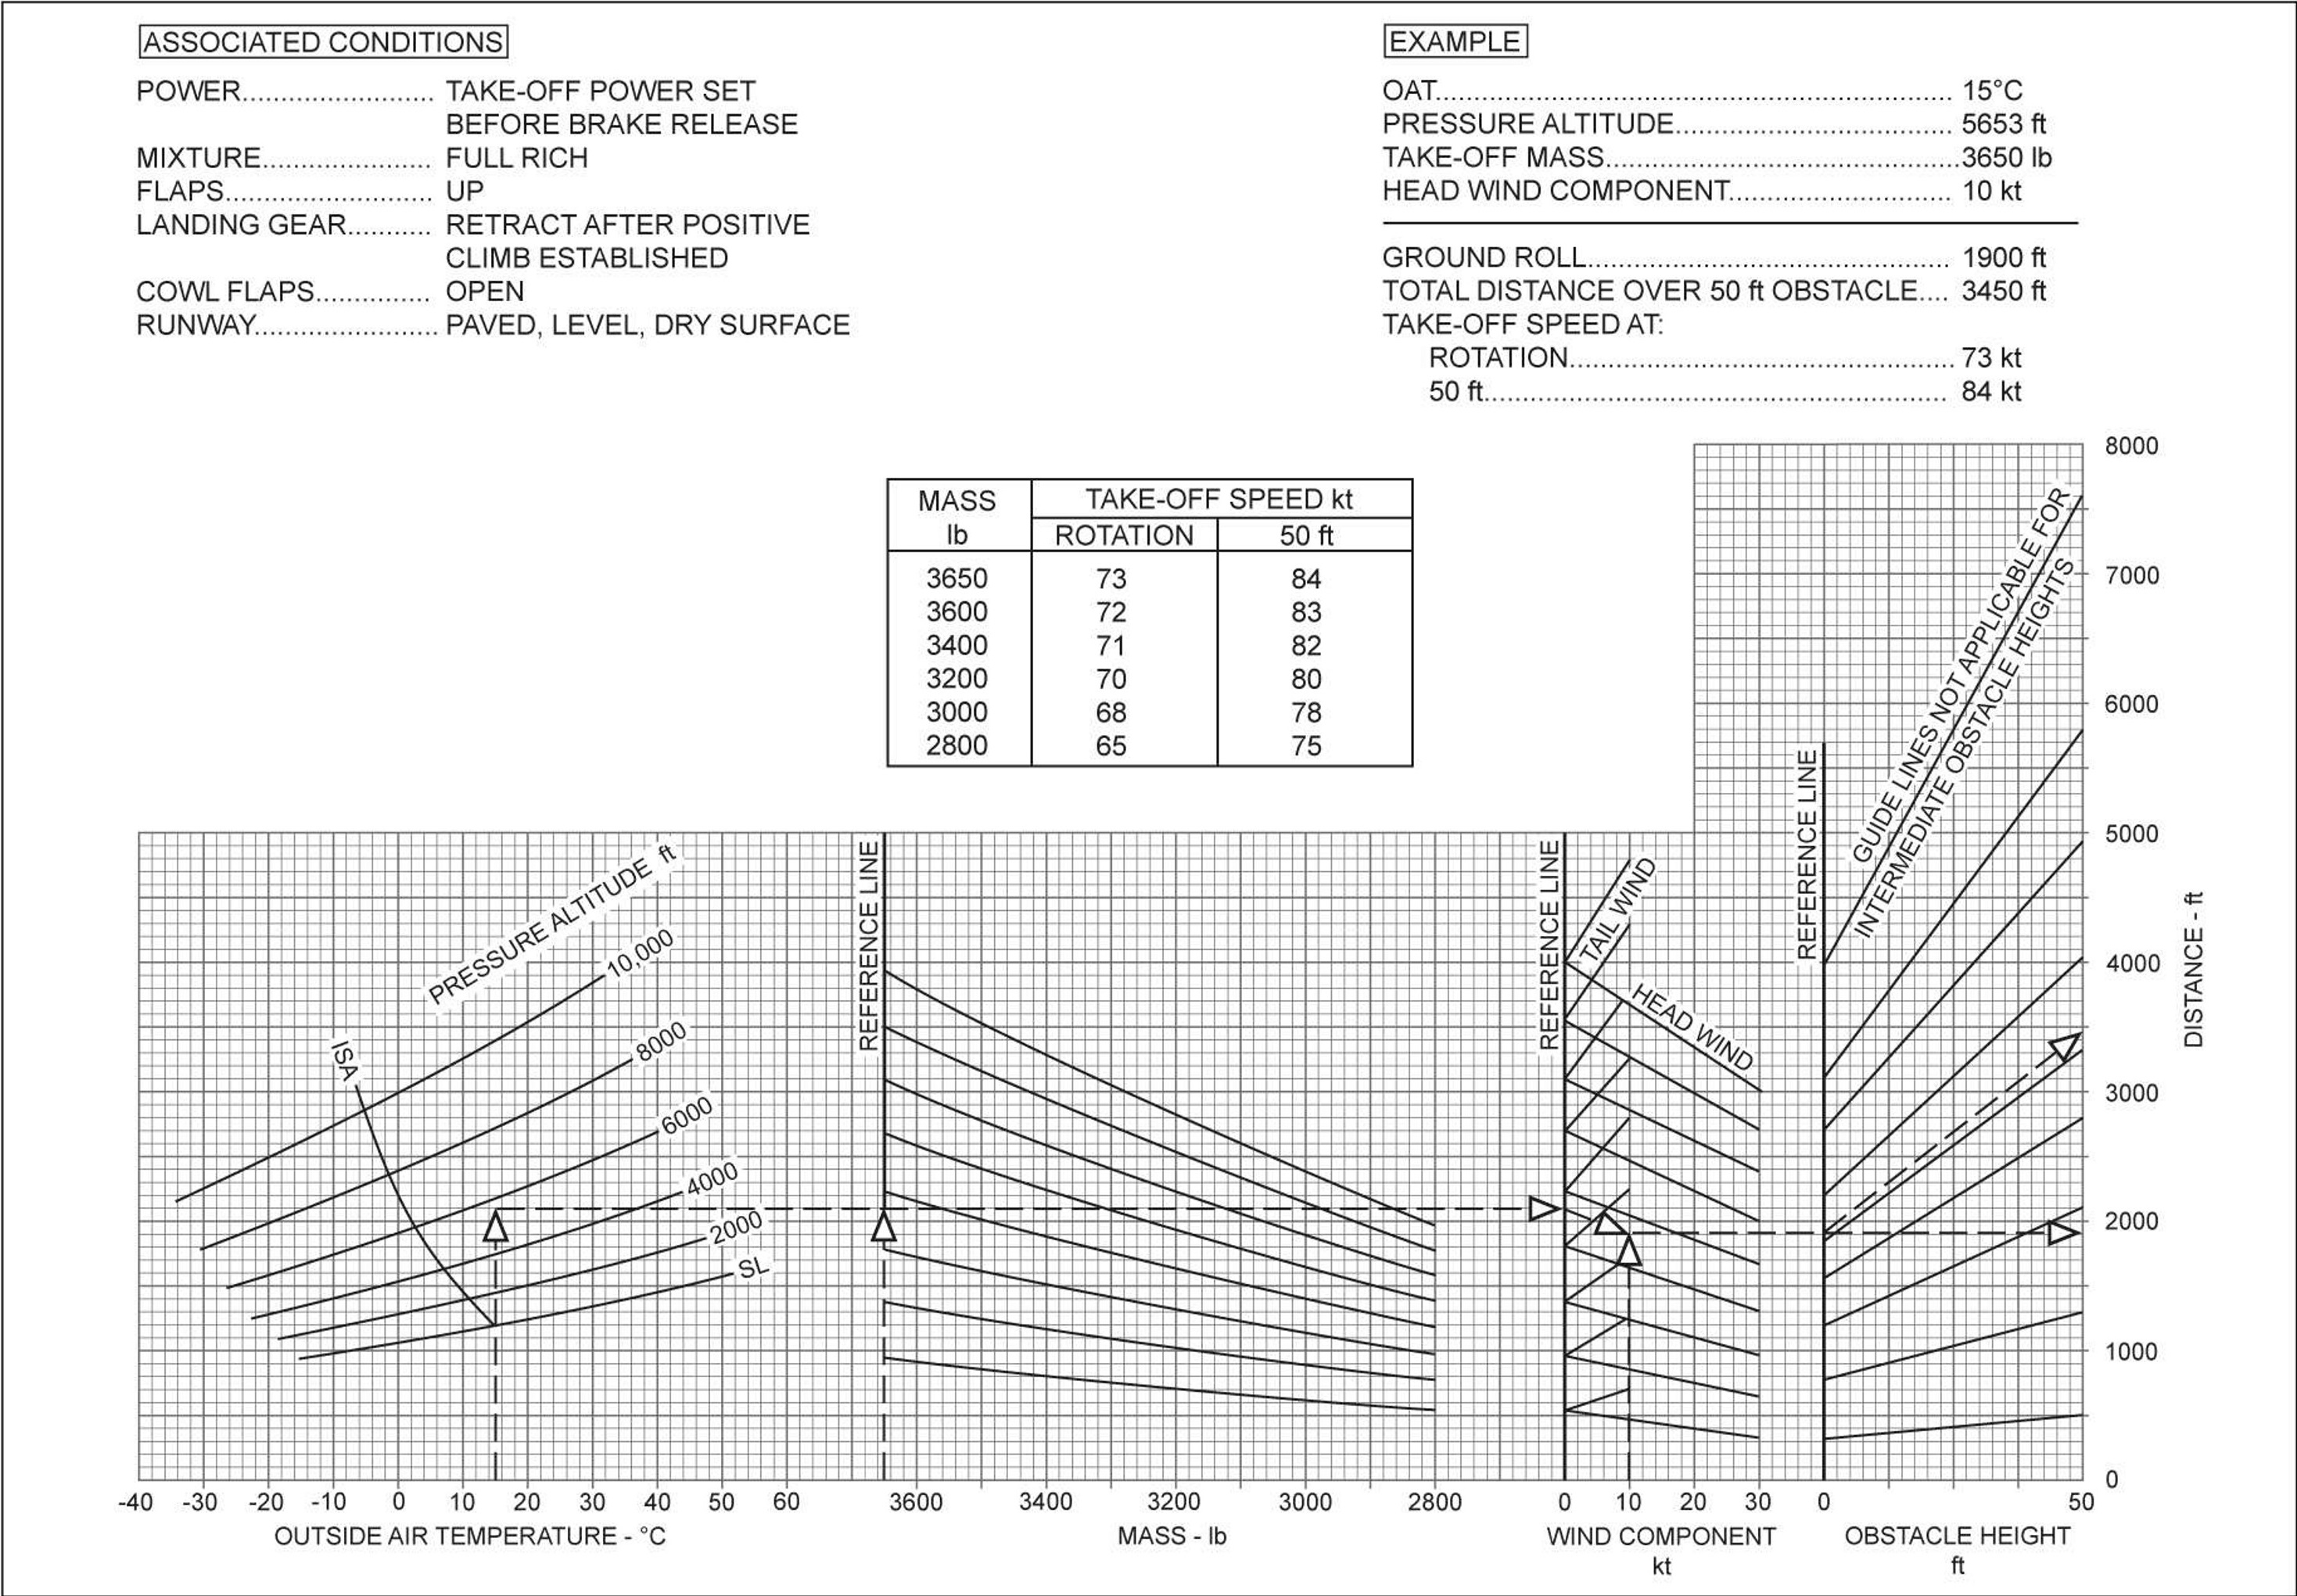 ASSOCIATED CONDITIONS
POWER......................... TAKE-OFF POWER SET
BEFORE BRAKE RELEASE
MIXTURE...................... FULL RICH
FLAPS........................... UP
LANDING GEAR........... RETRACT AFTER POSITIVE
CLIMB ESTABLISHED
COWL FLAPS............... OPEN
RUNWAY........................ PAVED, LEVEL, DRY SURFACE
EXAMPLE
OAT.................................................................... 15°C
PRESSURE ALTITUDE.................................... 5653 ft
TAKE-OFF MASS..............................................3650 lb
HEAD WIND COMPONENT............................. 10 kt
GROUND ROLL............................................... 1900 ft
TOTAL DISTANCE OVER 50 ft OBSTACLE.... 3450 ft
TAKE-OFF SPEED AT:
ROTATION.................................................. 73 kt
50 ft............................................................. 84 kt
MASS lb TAKE-OFF SPEED kt
ROTATION 50 ft
3650 73 84
3600 72 83
3400 71 82
3200 70 80
3000 68 78
2800 65 75
PRESSURE ALTITUDE ft
10,000
8000
6000
4000
2000
SL
ISA
REFERENCE LINE
REFERENCE LINE
TAIL WIND
HEAD WIND
REFERENCE LINE
GUIDE LINES NOT APPLICABLE FOR
INTERMEDIATE OBSTACLE HEIGHTS
8000
7000
6000
5000
4000
3000
2000
1000
0
DISTANCE - ft
-40 -30 -20 -10 0 10 20 30 40 50 60 3600 3400 3200 3000 2800 0 10 20 30 0 50
OUTSIDE AIR TEMPERATURE - °C MASS - lb WIND COMPONENT OBSTACLE HEIGHT
kt ft